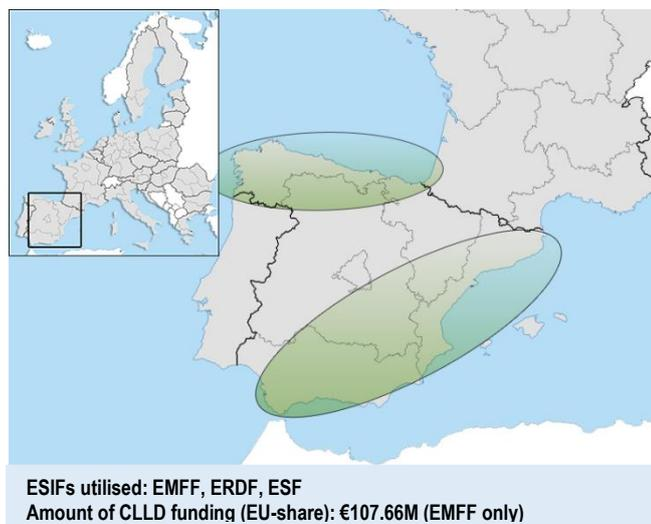 ESIFs utilised: EMFF, ERDF, ESF
Amount of CLLD funding (EU-share): €107.66M (EMFF only)